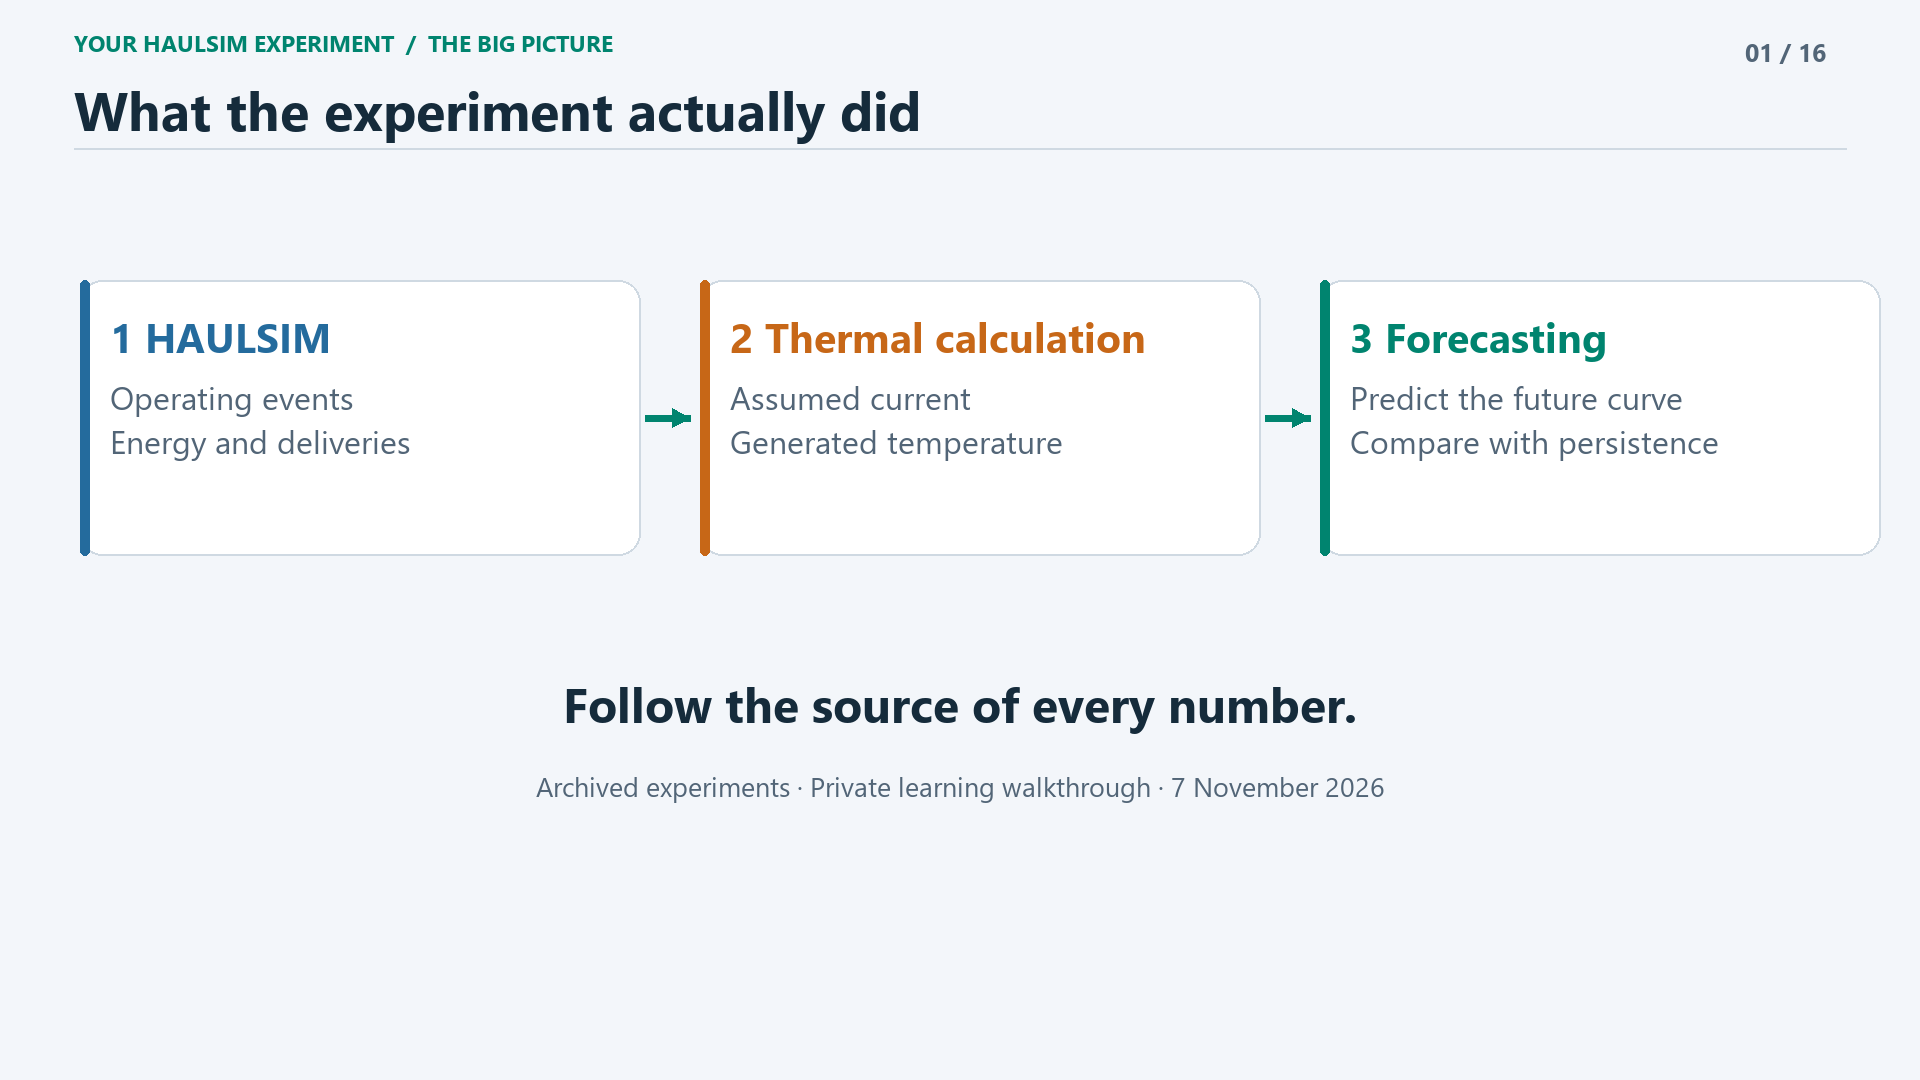 YOUR HAULSIM EXPERIMENT / THE BIG PICTURE
01 / 16
What the experiment actually did
1 HAULSIM
Operating events
Energy and deliveries
2 Thermal calculation
Assumed current
Generated temperature
3 Forecasting
Predict the future curve
Compare with persistence
Follow the source of every number.
Archived experiments · Private learning walkthrough · 7 November 2026